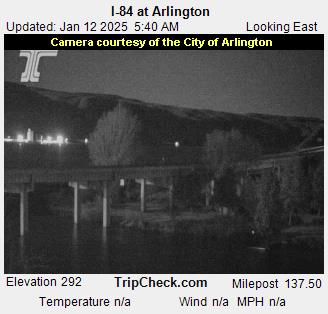 I-84 at Arlington
Updated: Jan 12 2025  5:40 AM Looking East
Camera courtesy of the City of Arlington
Elevation 292 TripCheck.com Milepost 137.50
Temperature n/a Wind n/a MPH n/a